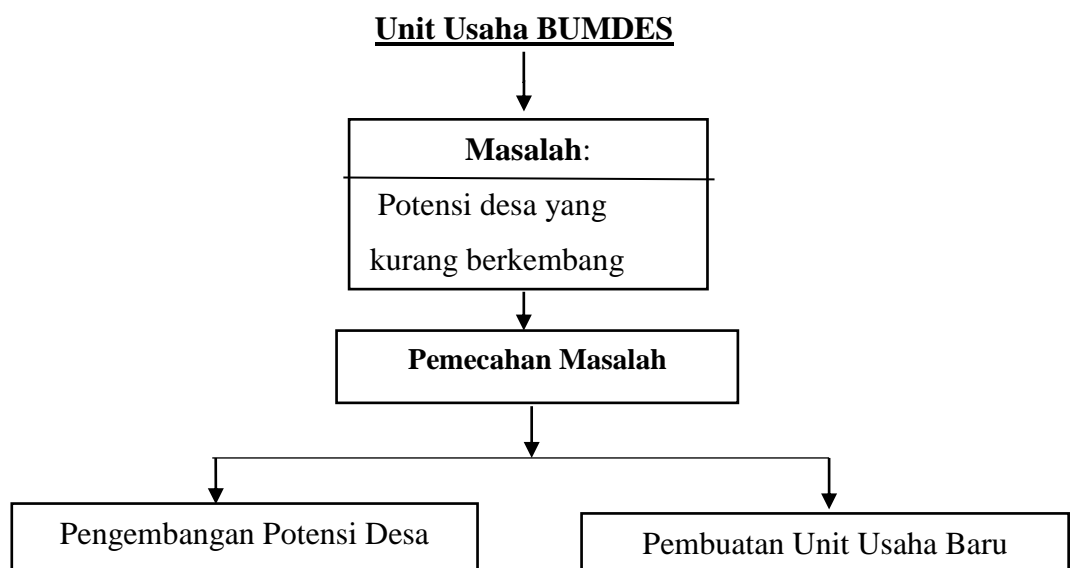 Unit Usaha BUMDES
Masalah:
Potensi desa yang
kurang berkembang
Pemecahan Masalah
Pengembangan Potensi Desa
Pembuatan Unit Usaha Baru